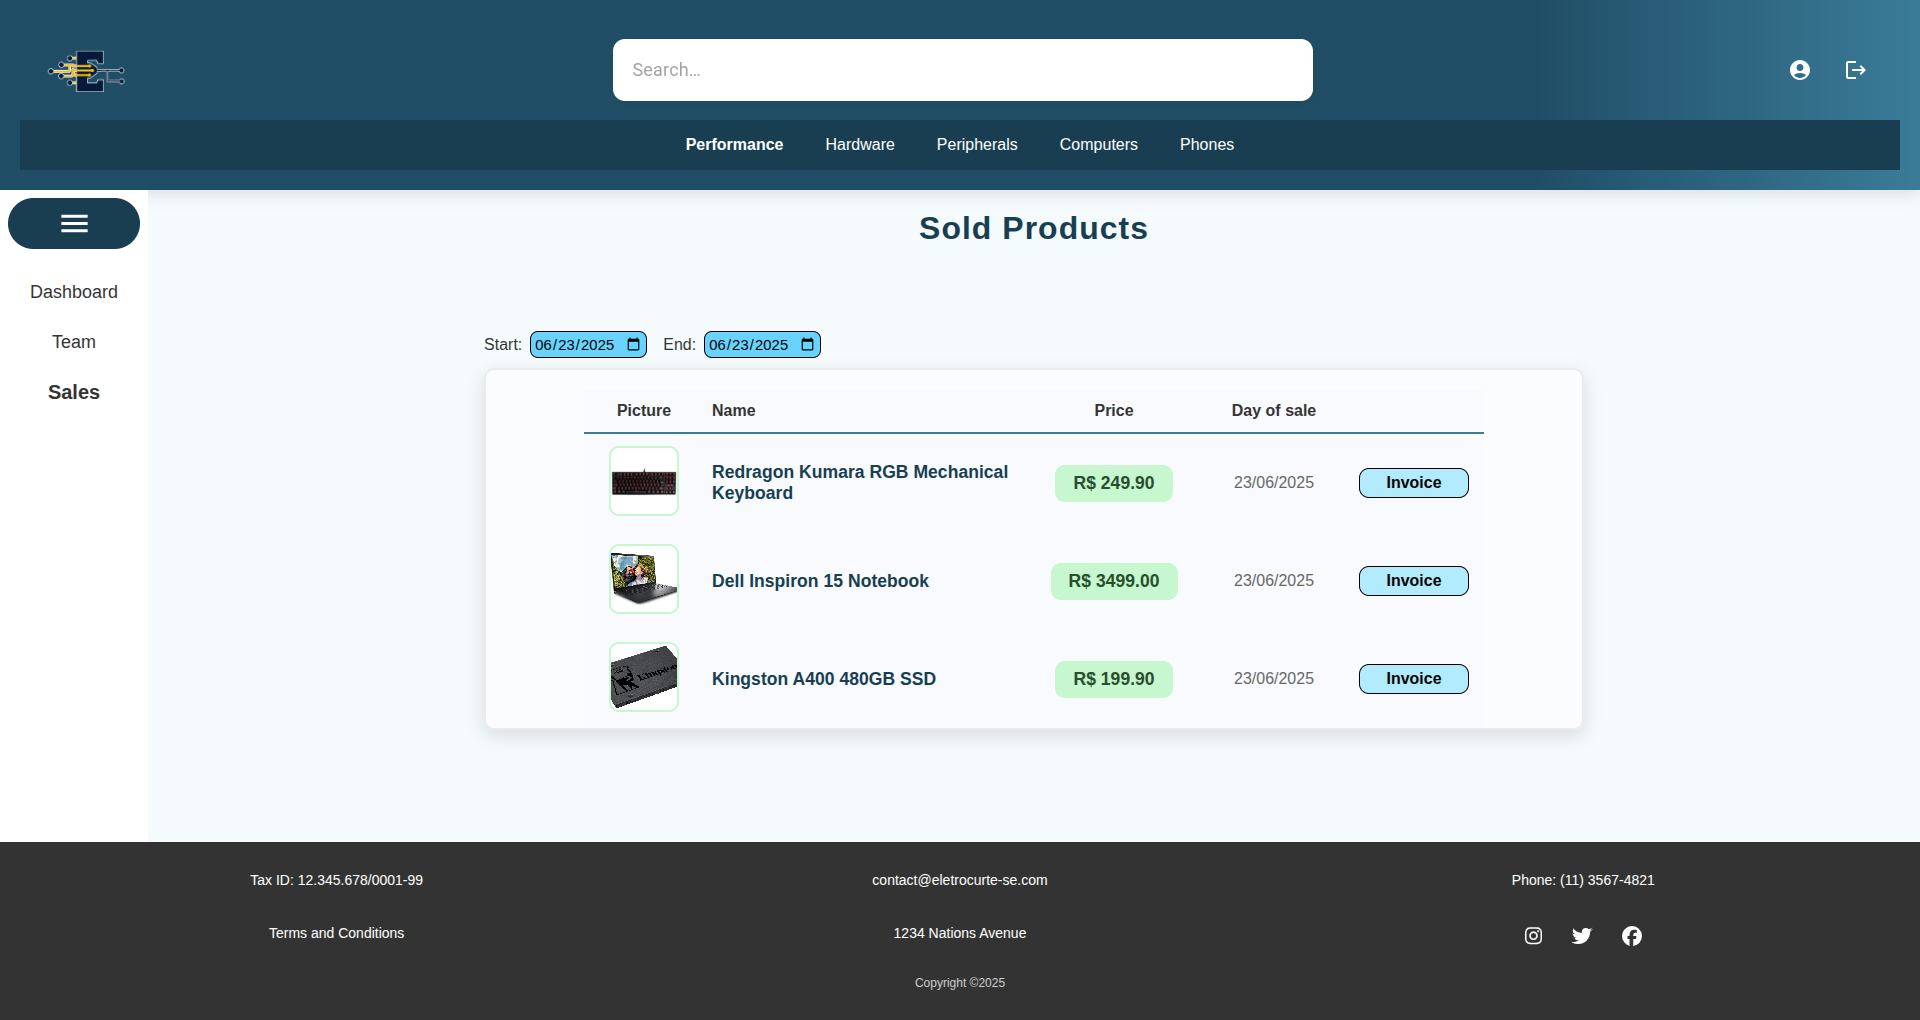 Search...
Performance Hardware Peripherals Computers Phones
Sold Products
Dashboard
Team
Sales
Start: 06/23/2025 End: 06/23/2025
Picture Name Price Day of sale
Redragon Kumara RGB Mechanical
Keyboard
R$ 249.90 23/06/2025 Invoice
Dell Inspiron 15 Notebook R$ 3499.00 23/06/2025 Invoice
Kingston
Kingston A400 480GB SSD R$ 199.90 23/06/2025 Invoice
Tax ID: 12.345.678/0001-99 contact@eletrocurte-se.com Phone: (11) 3567-4821
Terms and Conditions 1234 Nations Avenue
Copyright ©2025